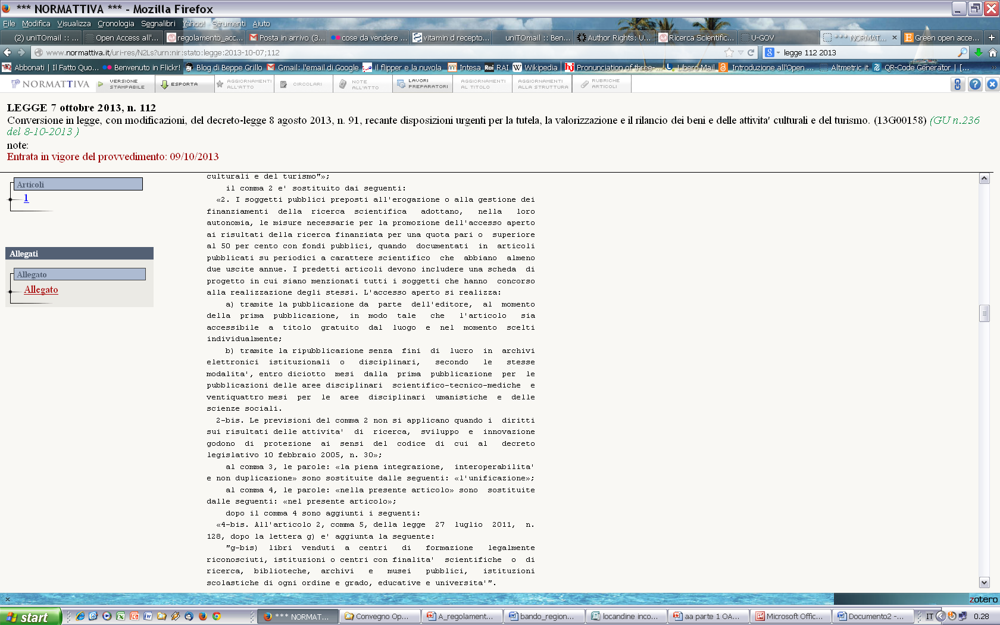 *** NORMATTIVA *** - Mozilla Firefox
File Modifica Visualizza Cronologia Segnalibri Yahoo! Strumenti Aiuto
(2) uniTOmail :: ... Open Access all'... regolamento_acc... Posta in arrivo (3... cose da vendere ... vitamin d recepto... uniTOmail :: Ben... Author Rights: U... Ricerca Scientific... U-GOV *** NORMAT... × Green open acce... +
www.normattiva.it/uri-res/N2Ls?urn:nir:stato:legge:2013-10-07;112 legge 112 2013
Abbonati | Il Fatto Quo... Benvenuto in Flickr! Blog di Beppe Grillo Gmail: l'email di Google il flipper e la nuvola Intesa RAI Wikipedia Pronunciation of three-... Libero Mail Introduzione all'Open ... Altmetric it QR-Code Generator | [... »
NORMATTIVA VERSIONE STAMPABILE ESPORTA AGGIORNAMENTI ALL'ATTO CIRCOLARI NOTE ALL'ATTO LAVORI PREPARATORI AGGIORNAMENTI AL TITOLO AGGIORNAMENTI ALLA STRUTTURA RUBRICHE ARTICOLI
LEGGE 7 ottobre 2013, n. 112
Conversione in legge, con modificazioni, del decreto-legge 8 agosto 2013, n. 91, recante disposizioni urgenti per la tutela, la valorizzazione e il rilancio dei beni e delle attivita' culturali e del turismo. (13G00158) (GU n.236
del 8-10-2013 )
note:
Entrata in vigore del provvedimento: 09/10/2013
Articoli
1
Allegati
Allegato
Allegato
culturali e del turismo"»;
il comma 2 e' sostituito dai seguenti:
«2. I soggetti pubblici preposti all'erogazione o alla gestione dei
finanziamenti della ricerca scientifica adottano, nella loro
autonomia, le misure necessarie per la promozione dell'accesso aperto
ai risultati della ricerca finanziata per una quota pari o superiore
al 50 per cento con fondi pubblici, quando documentati in articoli
pubblicati su periodici a carattere scientifico che abbiano almeno
due uscite annue. I predetti articoli devono includere una scheda di
progetto in cui siano menzionati tutti i soggetti che hanno concorso
alla realizzazione degli stessi. L'accesso aperto si realizza:
a) tramite la pubblicazione da parte dell'editore, al momento
della prima pubblicazione, in modo tale che l'articolo sia
accessibile a titolo gratuito dal luogo e nel momento scelti
individualmente;
b) tramite la ripubblicazione senza fini di lucro in archivi
elettronici istituzionali o disciplinari, secondo le stesse
modalita', entro diciotto mesi dalla prima pubblicazione per le
pubblicazioni delle aree disciplinari scientifico-tecnico-mediche e
ventiquattro mesi per le aree disciplinari umanistiche e delle
scienze sociali.
2-bis. Le previsioni del comma 2 non si applicano quando i diritti
sui risultati delle attivita' di ricerca, sviluppo e innovazione
godono di protezione ai sensi del codice di cui al decreto
legislativo 10 febbraio 2005, n. 30»;
al comma 3, le parole: «la piena integrazione, interoperabilita'
e non duplicazione» sono sostituite dalle seguenti: «l'unificazione»;
al comma 4, le parole: «nella presente articolo» sono sostituite
dalle seguenti: «nel presente articolo»;
dopo il comma 4 sono aggiunti i seguenti:
«4-bis. All'articolo 2, comma 5, della legge 27 luglio 2011, n.
128, dopo la lettera g) e' aggiunta la seguente:
"g-bis) libri venduti a centri di formazione legalmente
riconosciuti, istituzioni o centri con finalita' scientifiche o di
ricerca, biblioteche, archivi e musei pubblici, istituzioni
scolastiche di ogni ordine e grado, educative e universita'".
× zotero
start *** NORMAT... Convegno Op... A_regolament... bando_region... locandine inco... aa parte 1 OA... Microsoft Offic... Documento2 -... IT 0.28